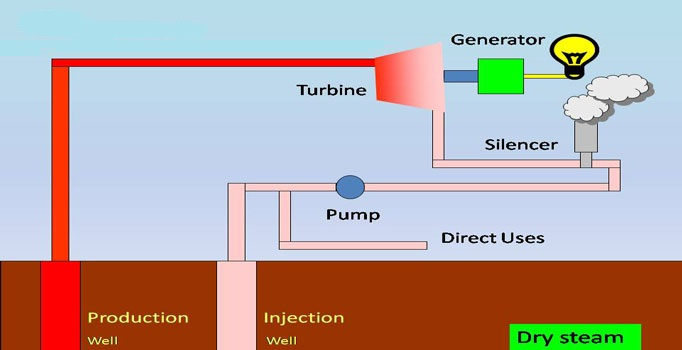 Generator
Turbine
Silencer
Pump
Direct Uses
Production
Well
Injection
Well
Dry steam